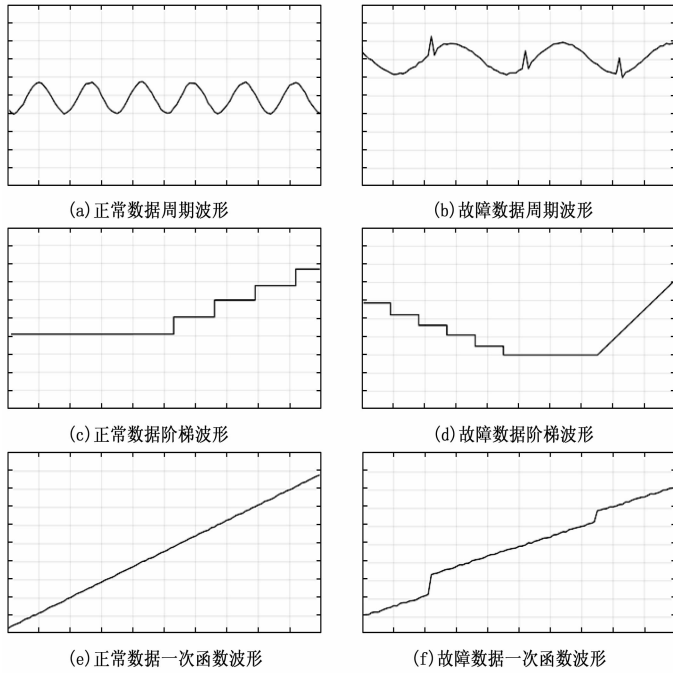 (a)正常数据周期波形
(b)故障数据周期波形
(c)正常数据阶梯波形
(d)故障数据阶梯波形
(e)正常数据一次函数波形
(f)故障数据一次函数波形